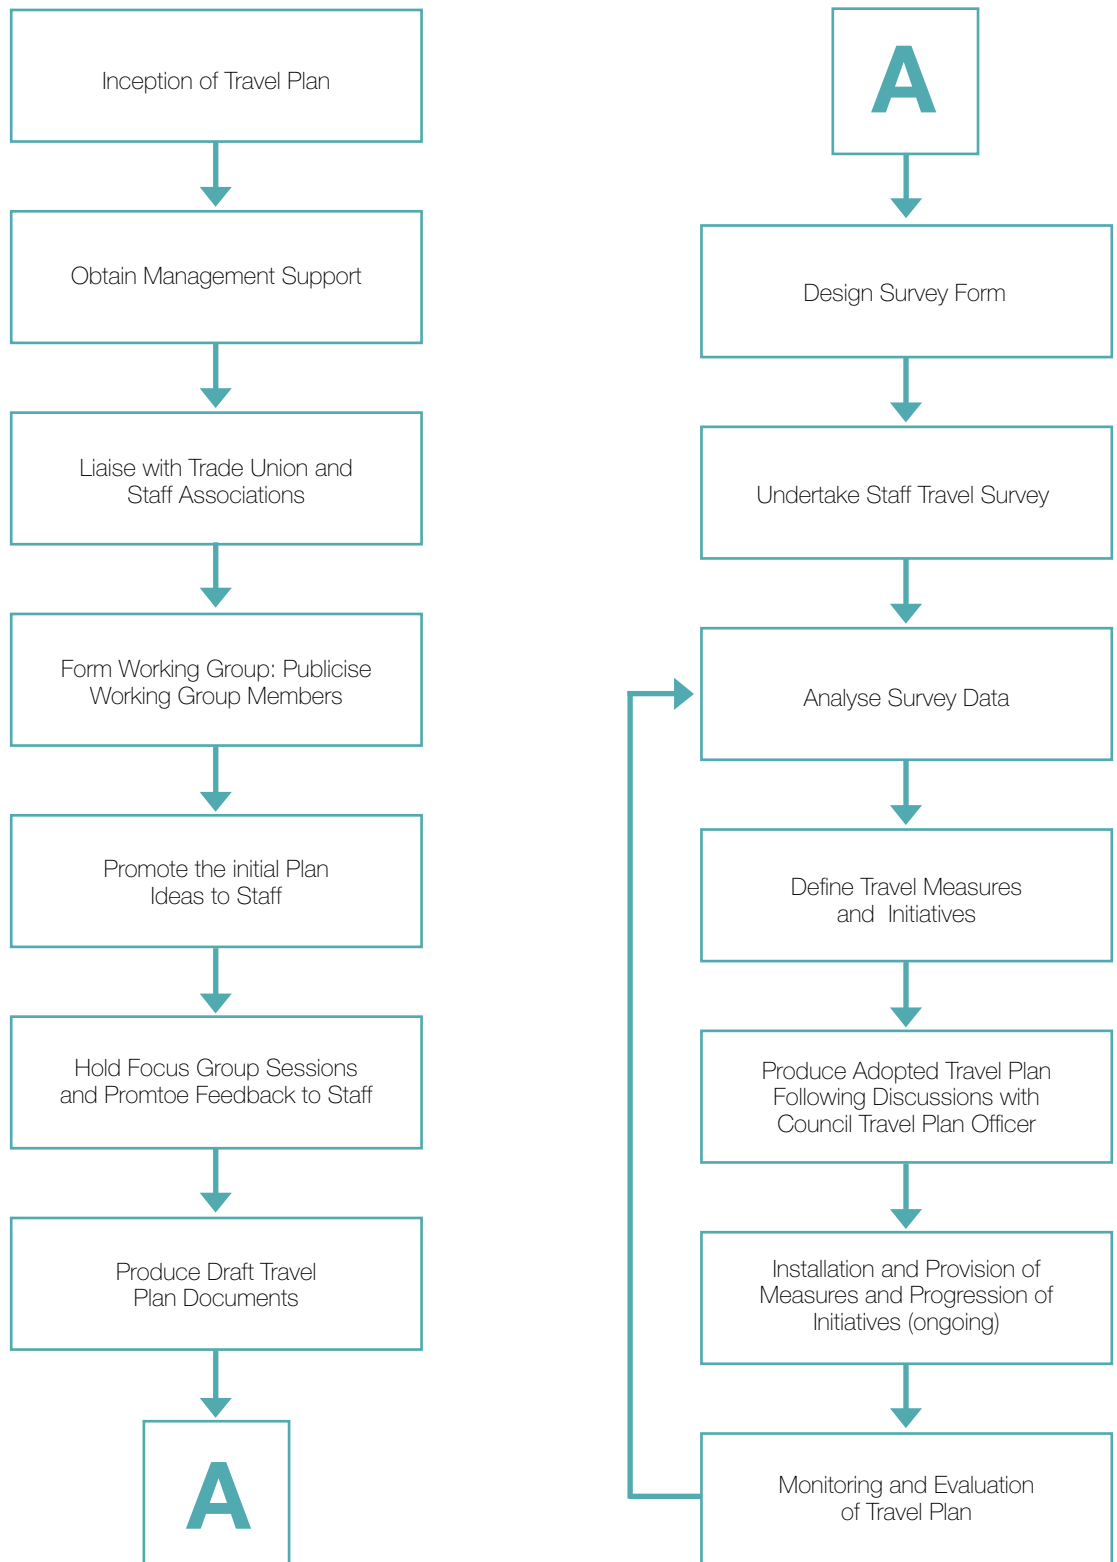 Inception of Travel Plan
Obtain Management Support
Liaise with Trade Union and
Staff Associations
Form Working Group: Publicise
Working Group Members
Promote the initial Plan
Ideas to Staff
Hold Focus Group Sessions
and Promtoe Feedback to Staff
Produce Draft Travel
Plan Documents
A
A
Design Survey Form
Undertake Staff Travel Survey
Analyse Survey Data
Define Travel Measures
and Initiatives
Produce Adopted Travel Plan
Following Discussions with
Council Travel Plan Officer
Installation and Provision of
Measures and Progression of
Initiatives (ongoing)
Monitoring and Evaluation
of Travel Plan